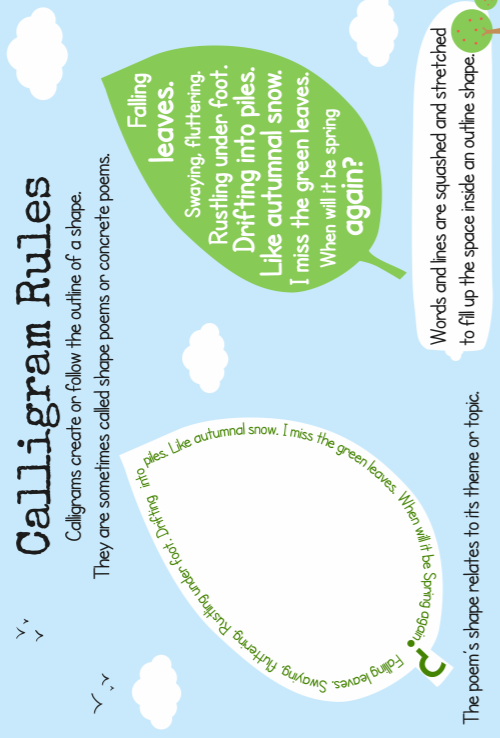 Calligram Rules
Calligrams create or follow the outline of a shape.
They are sometimes called shape poems or concrete poems.
Falling leaves. Swaying, fluttering. Rustling under foot. Drifting into piles. Like autumnal snow. I miss the green leaves. When will it be Spring again?
Falling
leaves.
Swaying, fluttering.
Rustling under foot.
Drifting into piles.
Like autumnal snow.
I miss the green leaves.
When will it be spring
again?
The poem's shape relates to its theme or topic.
Words and lines are squashed and stretched
to fill up the space inside an outline shape.